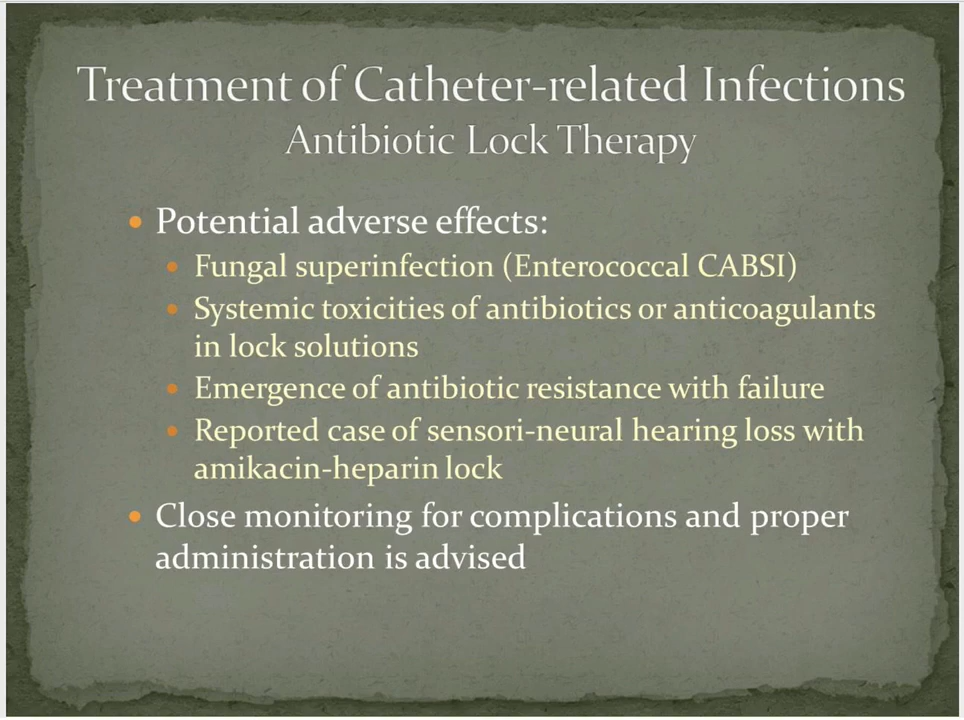 Treatment of Catheter-related Infections
Antibiotic Lock Therapy
• Potential adverse effects:
• Fungal superinfection (Enterococcal CABSI)
• Systemic toxicities of antibiotics or anticoagulants
in lock solutions
• Emergence of antibiotic resistance with failure
• Reported case of sensori-neural hearing loss with
amikacin-heparin lock
• Close monitoring for complications and proper
administration is advised